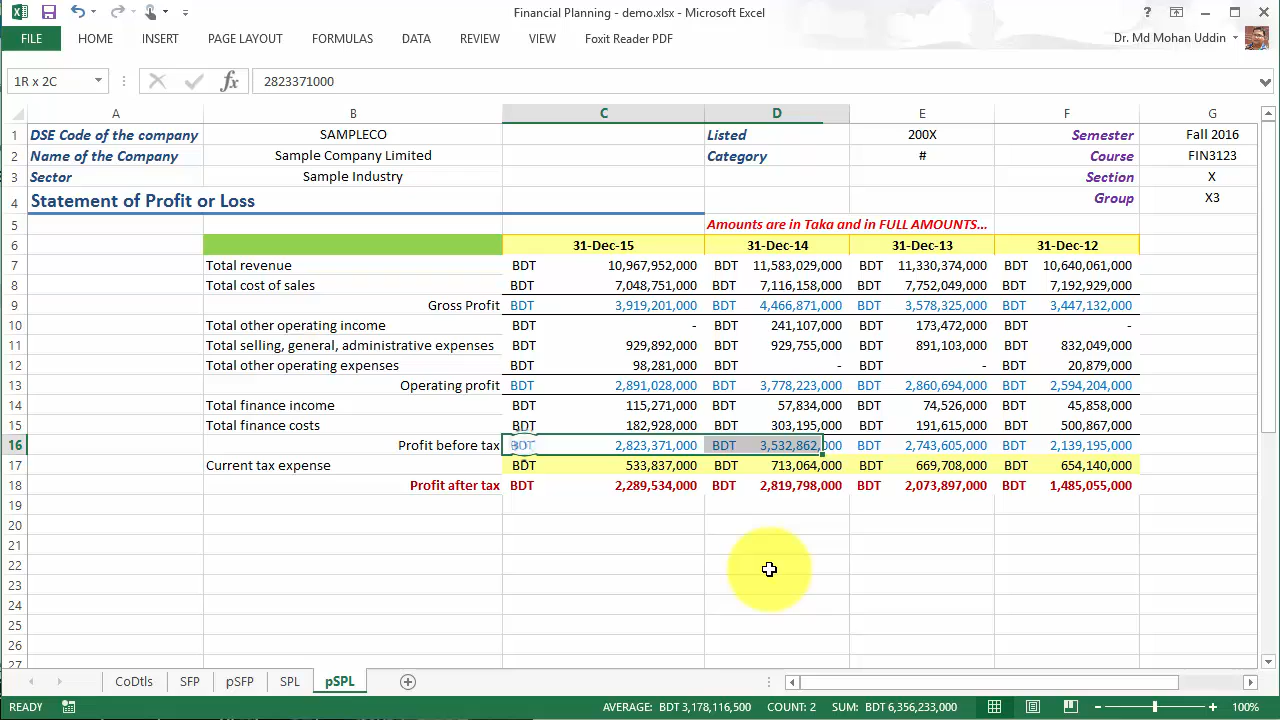 Financial Planning - demo.xlsx - Microsoft Excel
FILE HOME INSERT PAGE LAYOUT FORMULAS DATA REVIEW VIEW Foxit Reader PDF Dr. Md Mohan Uddin
1R x 2C fx 2823371000
A B C D E F G
1 DSE Code of the company SAMPLECO Listed 200X Semester Fall 2016
2 Name of the Company Sample Company Limited Category # Course FIN3123
3 Sector Sample Industry Section X
4 Statement of Profit or Loss Group X3
5 Amounts are in Taka and in FULL AMOUNTS...
6 31-Dec-15 31-Dec-14 31-Dec-13 31-Dec-12
7 Total revenue BDT 10,967,952,000 BDT 11,583,029,000 BDT 11,330,374,000 BDT 10,640,061,000
8 Total cost of sales BDT 7,048,751,000 BDT 7,116,158,000 BDT 7,752,049,000 BDT 7,192,929,000
9 Gross Profit BDT 3,919,201,000 BDT 4,466,871,000 BDT 3,578,325,000 BDT 3,447,132,000
10 Total other operating income BDT - BDT 241,107,000 BDT 173,472,000 BDT -
11 Total selling, general, administrative expenses BDT 929,892,000 BDT 929,755,000 BDT 891,103,000 BDT 832,049,000
12 Total other operating expenses BDT 98,281,000 BDT - BDT - BDT 20,879,000
13 Operating profit BDT 2,891,028,000 BDT 3,778,223,000 BDT 2,860,694,000 BDT 2,594,204,000
14 Total finance income BDT 115,271,000 BDT 57,834,000 BDT 74,526,000 BDT 45,858,000
15 Total finance costs BDT 182,928,000 BDT 303,195,000 BDT 191,615,000 BDT 500,867,000
16 Profit before tax BDT 2,823,371,000 BDT 3,532,862,000 BDT 2,743,605,000 BDT 2,139,195,000
17 Current tax expense BDT 533,837,000 BDT 713,064,000 BDT 669,708,000 BDT 654,140,000
18 Profit after tax BDT 2,289,534,000 BDT 2,819,798,000 BDT 2,073,897,000 BDT 1,485,055,000
19
20
21
22
23
24
25
26
27
CoDtls SFP pSFP SPL pSPL
READY AVERAGE: BDT 3,178,116,500 COUNT: 2 SUM: BDT 6,356,233,000 100%